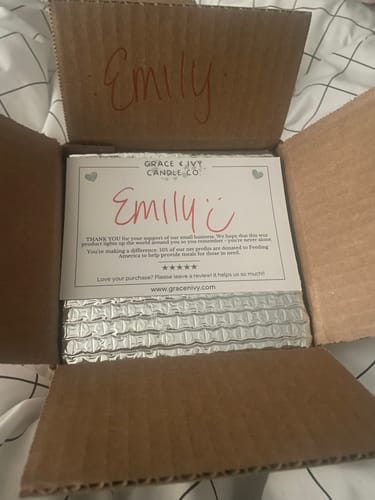 Emily
GRACE & IVY
CANDLE CO.
Emily
THANK YOU for your support of our small business. We hope that this wax
product lights up the world around you so you remember - you're never alone.
You're making a difference. 10% of our net profits are donated to Feeding
America to help provide meals for those in need.
★★★★★
Love your purchase? Please leave a review! It helps us so much!
www.gracenivy.com